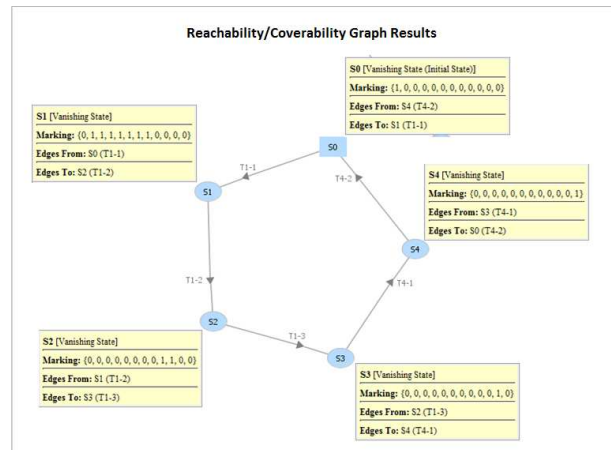 Reachability/Coverability Graph Results
S0 [Vanishing State (Initial State)]
Marking: {1, 0, 0, 0, 0, 0, 0, 0, 0, 0, 0, 0}
Edges From: S4 (T4-2)
Edges To: S1 (T1-1)
S1 [Vanishing State]
Marking: {0, 1, 1, 1, 1, 1, 1, 1, 0, 0, 0, 0}
Edges From: S0 (T1-1)
Edges To: S2 (T1-2)
S0
T1-1
T4-2
S1
S4 [Vanishing State]
Marking: {0, 0, 0, 0, 0, 0, 0, 0, 0, 0, 0, 1}
Edges From: S3 (T4-1)
Edges To: S0 (T4-2)
S4
T1-2
T4-1
S2
T1-3
S3
S2 [Vanishing State]
Marking: {0, 0, 0, 0, 0, 0, 0, 0, 1, 1, 0, 0}
Edges From: S1 (T1-2)
Edges To: S3 (T1-3)
S3 [Vanishing State]
Marking: {0, 0, 0, 0, 0, 0, 0, 0, 0, 0, 1, 0}
Edges From: S2 (T1-3)
Edges To: S4 (T4-1)